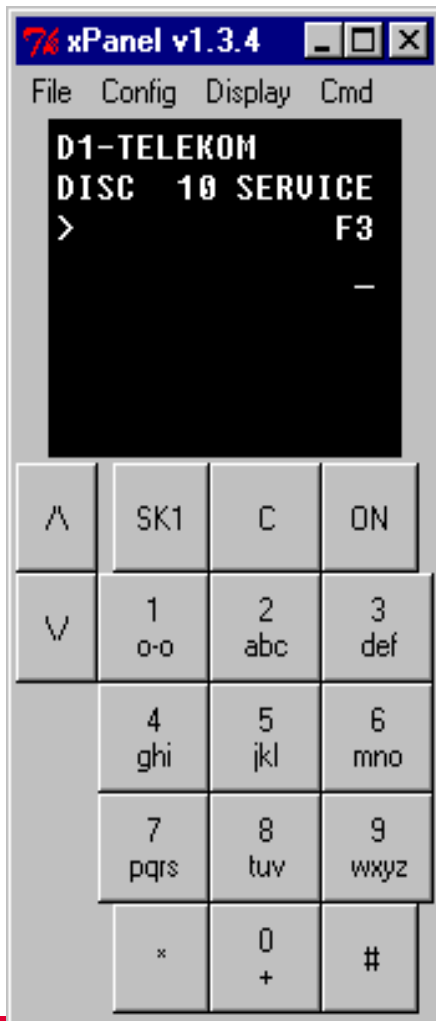 7% xPanel v1.3.4
File Config Display Cmd
D1-TELEKOM
DISC 10 SERVICE
> F3
_
/\ SK1 C ON
\/ 1 2 3
o-o abc def
4 5 6
ghi jkl mno
7 8 9
pqrs tuv wxyz
* 0 #
+